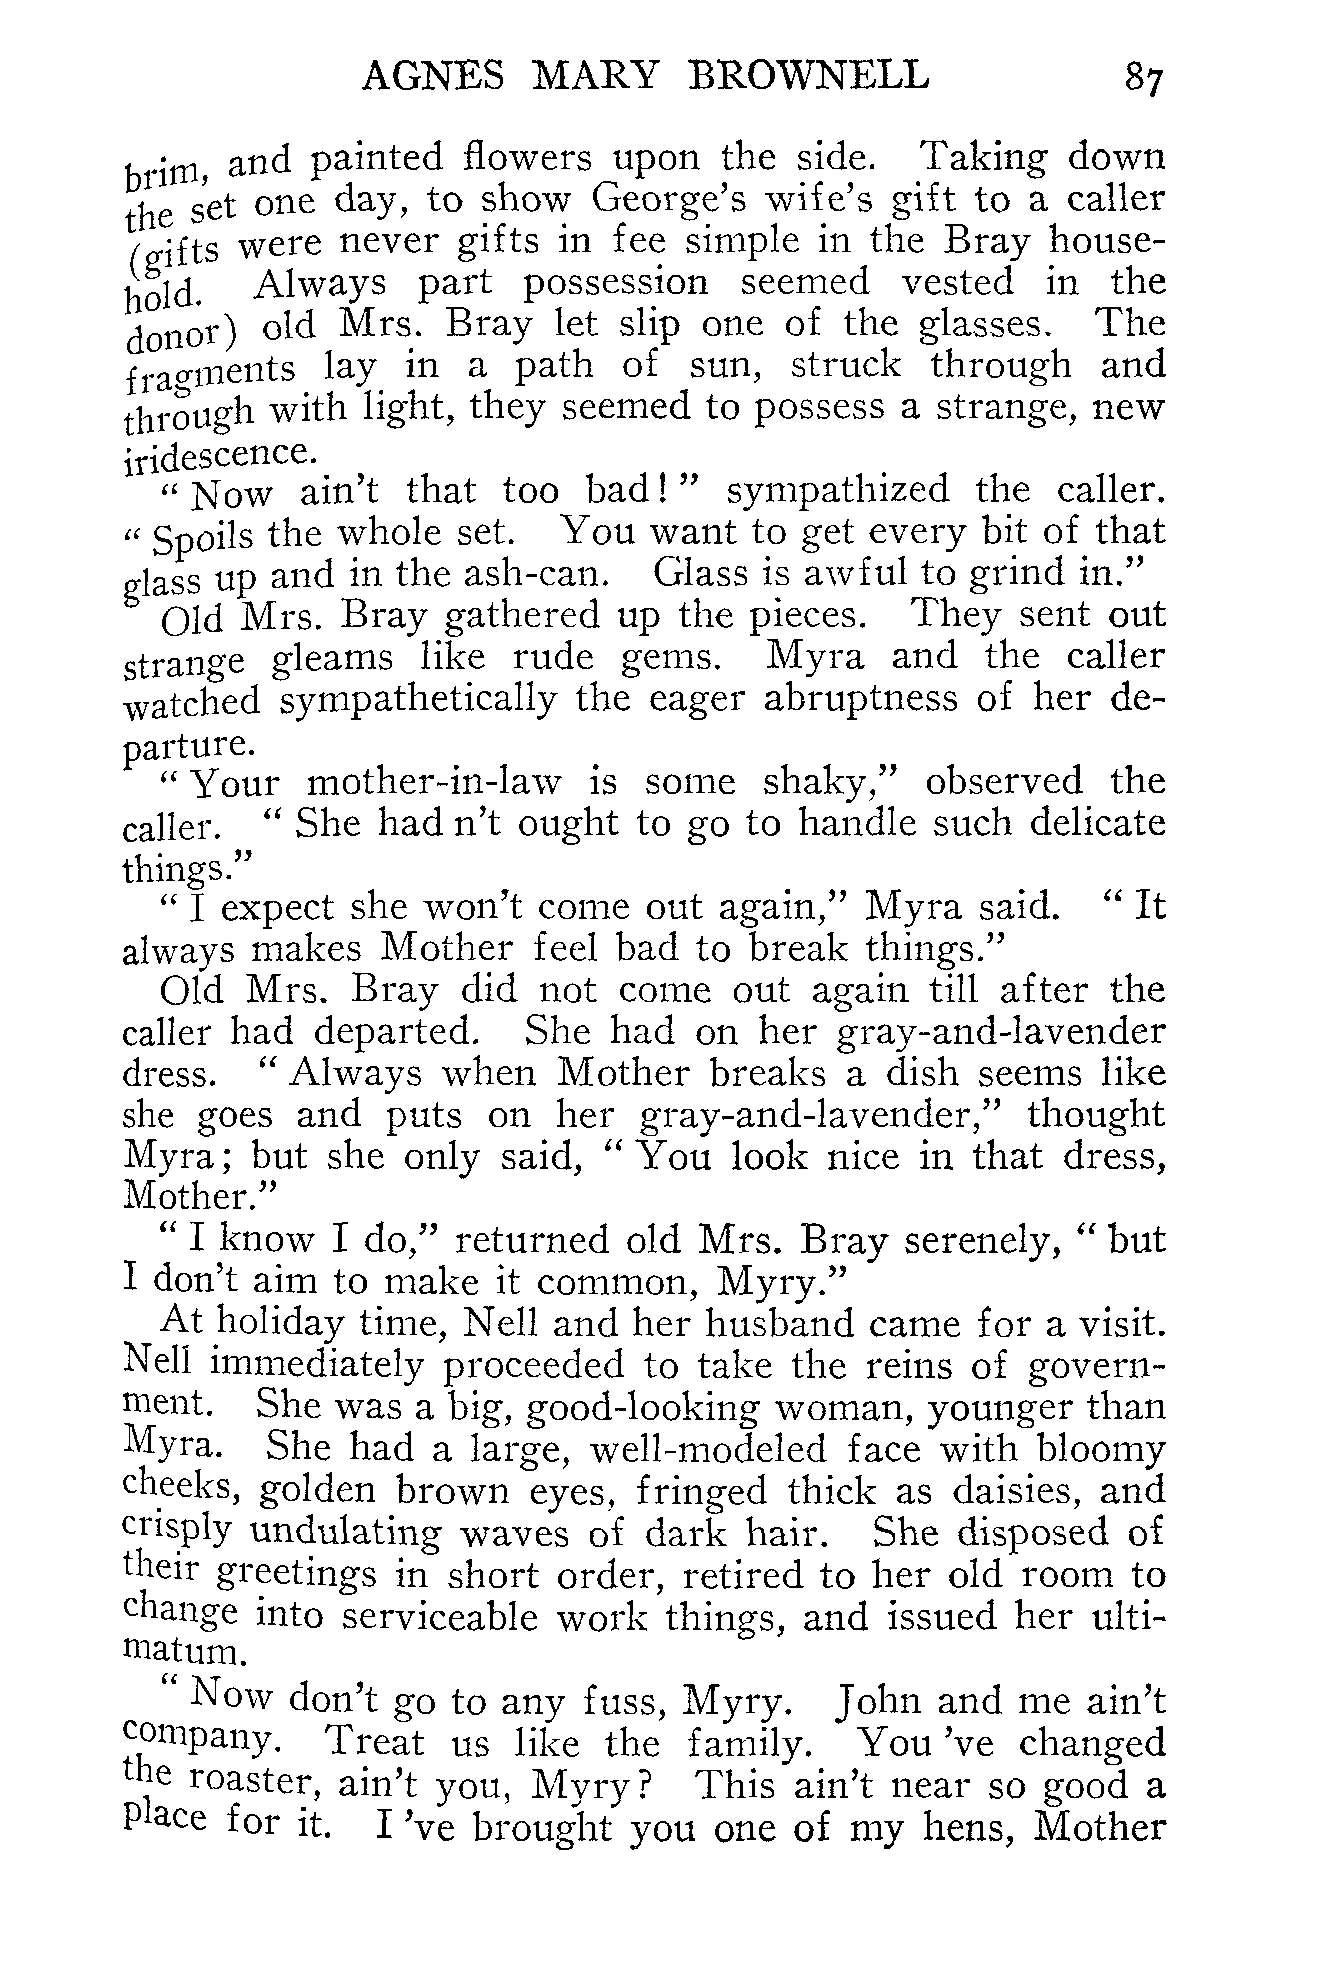 AGNES MARY BROWNELL 87
brim, and painted flowers upon the side. Taking down
the set one day, to show George's wife's gift to a caller
(gifts were never gifts in fee simple in the Bray house-
hold. Always part possession seemed vested in the
donor) old Mrs. Bray let slip one of the glasses. The
fragments lay in a path of sun, struck through and
through with light, they seemed to possess a strange, new
iridescence.
“ Now ain't that too bad! ” sympathized the caller.
“ Spoils the whole set. You want to get every bit of that
glass up and in the ash-can. Glass is awful to grind in.”
Old Mrs. Bray gathered up the pieces. They sent out
strange gleams like rude gems. Myra and the caller
watched sympathetically the eager abruptness of her de-
parture.
“ Your mother-in-law is some shaky,” observed the
caller. “ She had n't ought to go to handle such delicate
things.”
“ I expect she won't come out again,” Myra said. “ It
always makes Mother feel bad to break things.”
Old Mrs. Bray did not come out again till after the
caller had departed. She had on her gray-and-lavender
dress. “ Always when Mother breaks a dish seems like
she goes and puts on her gray-and-lavender,” thought
Myra; but she only said, “ You look nice in that dress,
Mother.”
“ I know I do,” returned old Mrs. Bray serenely, “ but
I don't aim to make it common, Myry.”
At holiday time, Nell and her husband came for a visit.
Nell immediately proceeded to take the reins of govern-
ment. She was a big, good-looking woman, younger than
Myra. She had a large, well-modeled face with bloomy
cheeks, golden brown eyes, fringed thick as daisies, and
crisply undulating waves of dark hair. She disposed of
their greetings in short order, retired to her old room to
change into serviceable work things, and issued her ulti-
matum.
“ Now don't go to any fuss, Myry. John and me ain't
company. Treat us like the family. You 've changed
the roaster, ain't you, Myry? This ain't near so good a
place for it. I 've brought you one of my hens, Mother